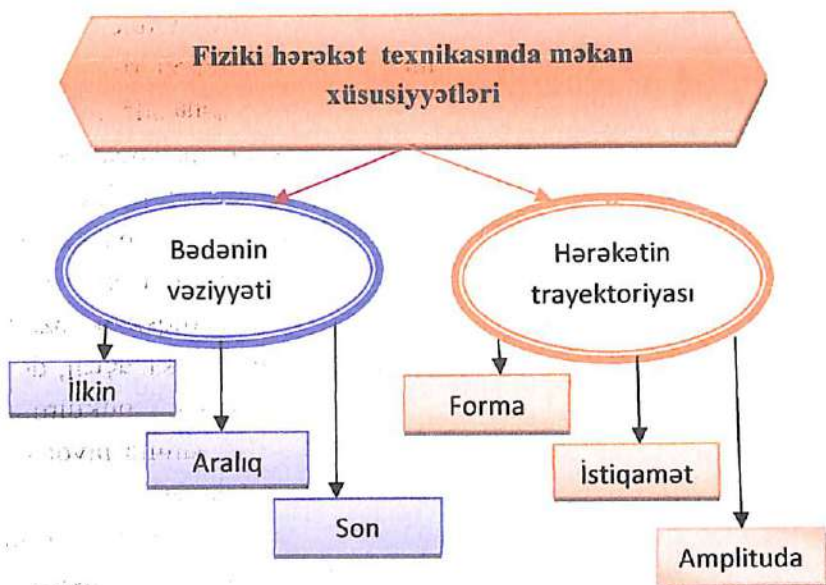 Fiziki hərəkət texnikasında məkan
xüsusiyyətləri
Bədənin
vəziyyəti
Hərəkətin
trayektoriyası
İlkin
Aralıq
Son
Forma
İstiqamət
Amplituda